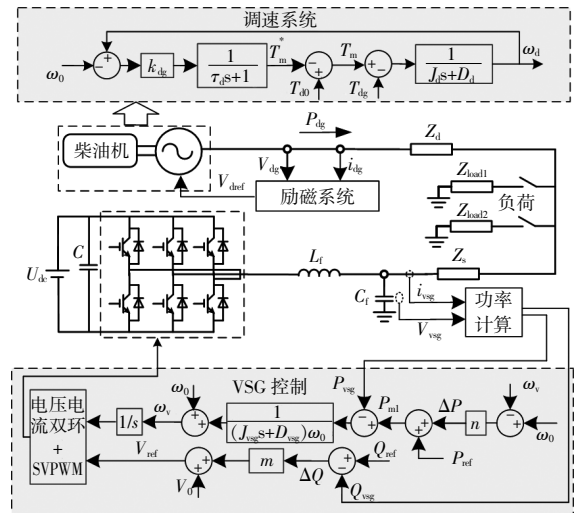 调速系统
ω0
kdg
1
τds+1
T*m
Td0
Tm
Tdg
1
Jds+Dd
ωd
柴油机
Pdg
Vdg
idg
Vdref
励磁系统
Zd
Zload1
负荷
Zload2
Zs
Udc
C
Lf
Cf
ivsg
Vvsg
功率
计算
VSG 控制
电压电
流双环
+
SVPWM
1/s
ωv
ω0
1
(Jvsgs+Dvsg)ω0
Pvsg
Pm1
ΔP
n
ωv
ω0
Pref
Vref
V0
m
ΔQ
Qref
Qvsg